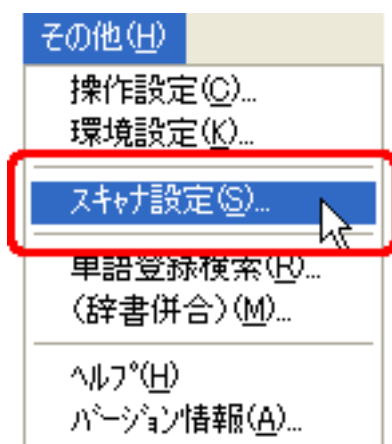 その他(H)
操作設定(C)...
環境設定(K)...
スキャナ設定(S)...
単語登録検索(R)...
(辞書併合)(M)...
ヘルプ(H)
バージョン情報(A)...